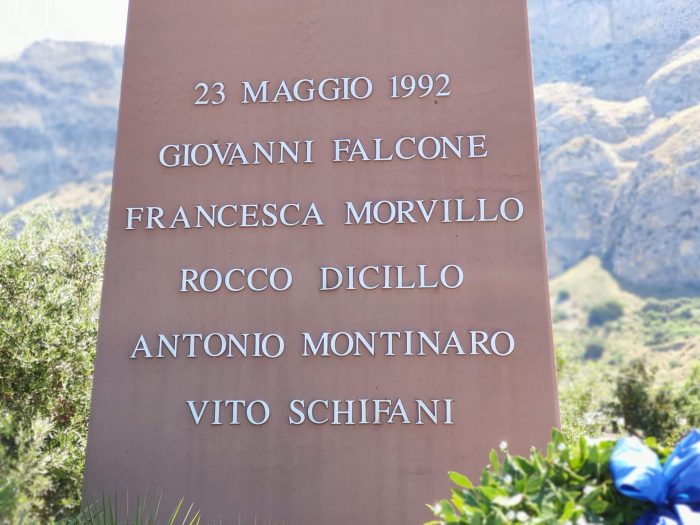 23 MAGGIO 1992
GIOVANNI FALCONE
FRANCESCA MORVILLO
ROCCO DICILLO
ANTONIO MONTINARO
VITO SCHIFANI